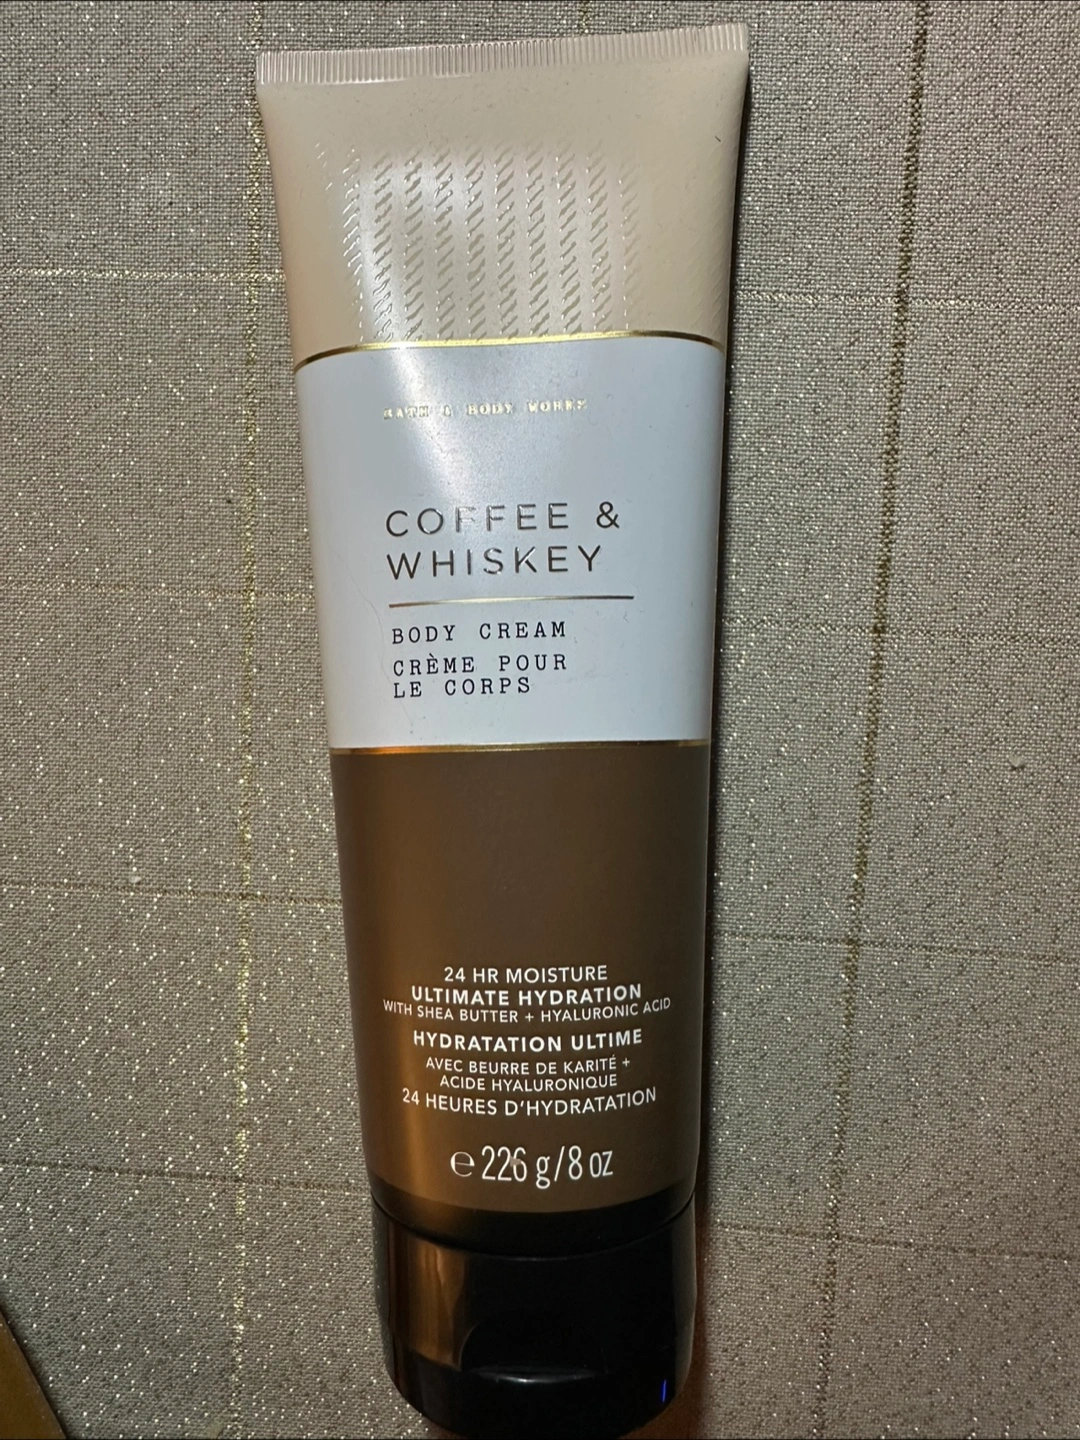 BATH & BODY WORKS
COFFEE &
WHISKEY
BODY CREAM
CRÈME POUR
LE CORPS
24 HR MOISTURE
ULTIMATE HYDRATION
WITH SHEA BUTTER + HYALURONIC ACID
HYDRATATION ULTIME
AVEC BEURRE DE KARITÉ +
ACIDE HYALURONIQUE
24 HEURES D'HYDRATATION
℮ 226 g/8 OZ